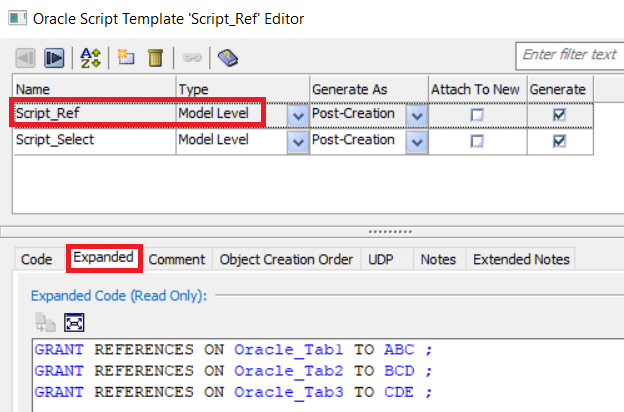 Oracle Script Template 'Script_Ref' Editor
Enter filter text
Name Type Generate As Attach To New Generate
Script_Ref Model Level Post-Creation
Script_Select Model Level Post-Creation
Code Expanded Comment Object Creation Order UDP Notes Extended Notes
Expanded Code (Read Only):
GRANT REFERENCES ON Oracle_Tab1 TO ABC ;
GRANT REFERENCES ON Oracle_Tab2 TO BCD ;
GRANT REFERENCES ON Oracle_Tab3 TO CDE ;